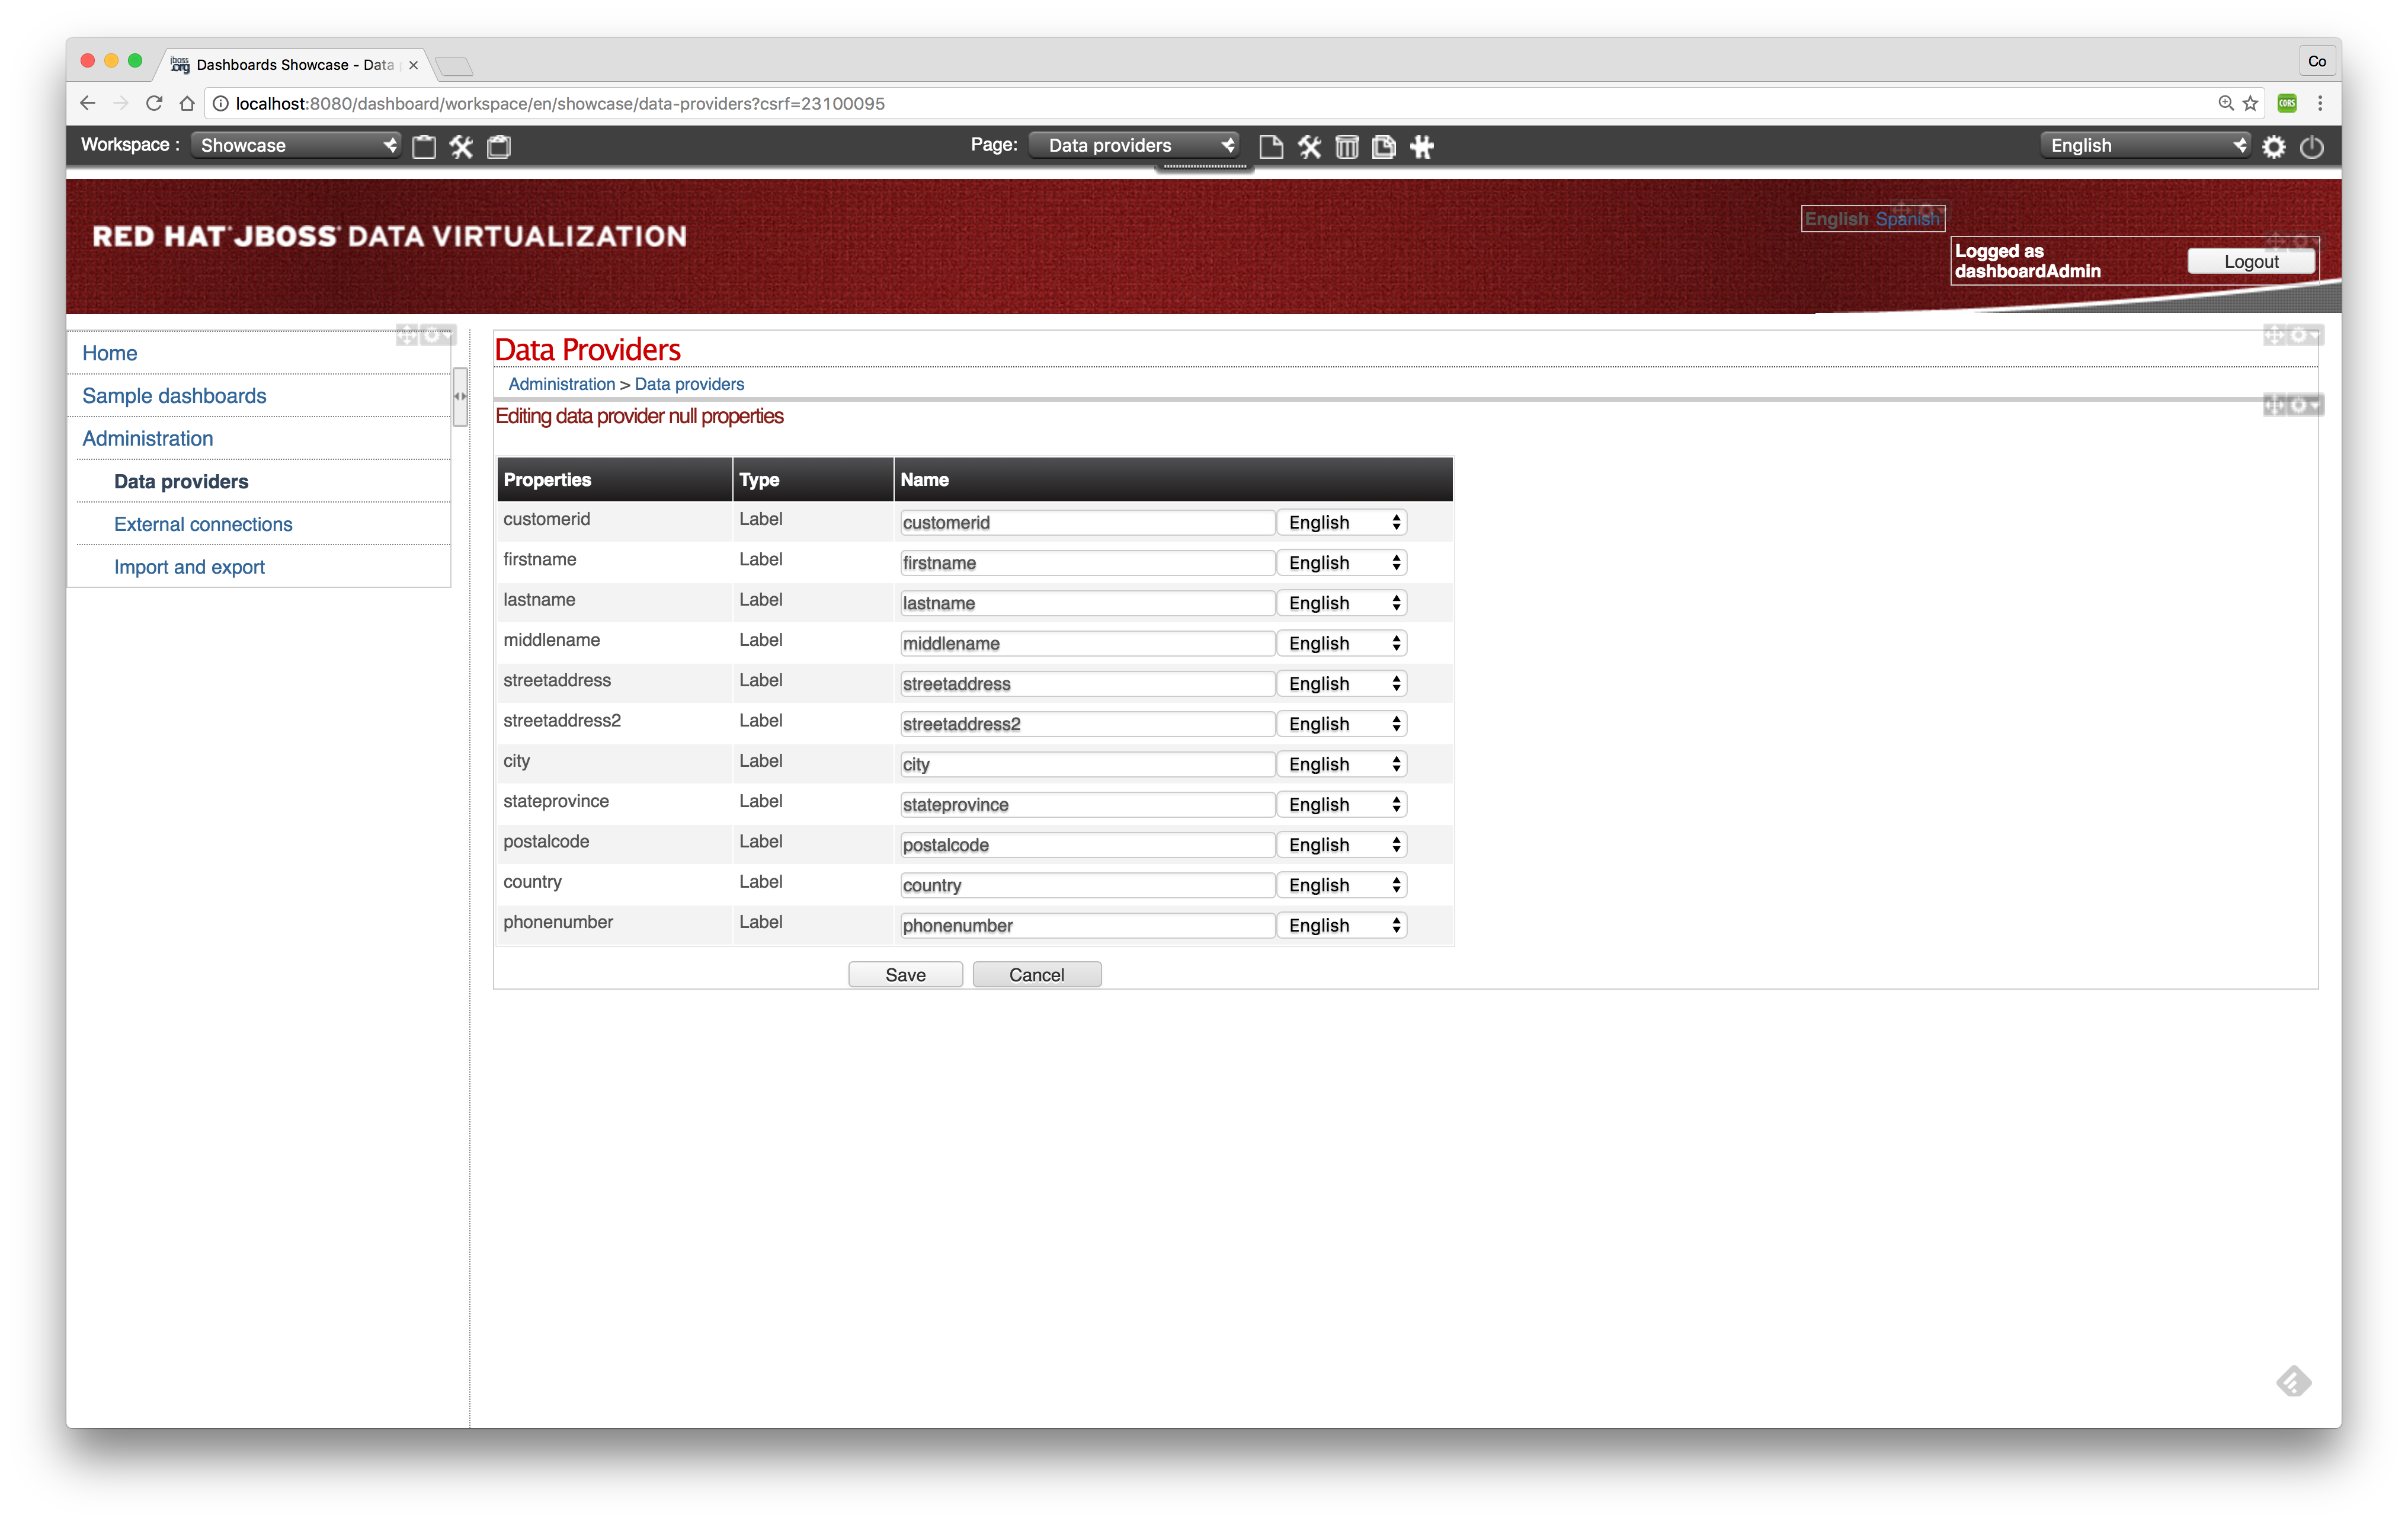 Dashboards Showcase - Data
Co
localhost:8080/dashboard/workspace/en/showcase/data-providers?csrf=23100095
CORS
Workspace : Showcase Page: Data providers English
RED HAT JBOSS DATA VIRTUALIZATION
English Spanish
Logged as
dashboardAdmin
Logout
Home
Sample dashboards
Administration
Data providers
External connections
Import and export
Data Providers
Administration > Data providers
Editing data provider null properties
Properties Type Name
customerid Label customerid English
firstname Label firstname English
lastname Label lastname English
middlename Label middlename English
streetaddress Label streetaddress English
streetaddress2 Label streetaddress2 English
city Label city English
stateprovince Label stateprovince English
postalcode Label postalcode English
country Label country English
phonenumber Label phonenumber English
Save Cancel